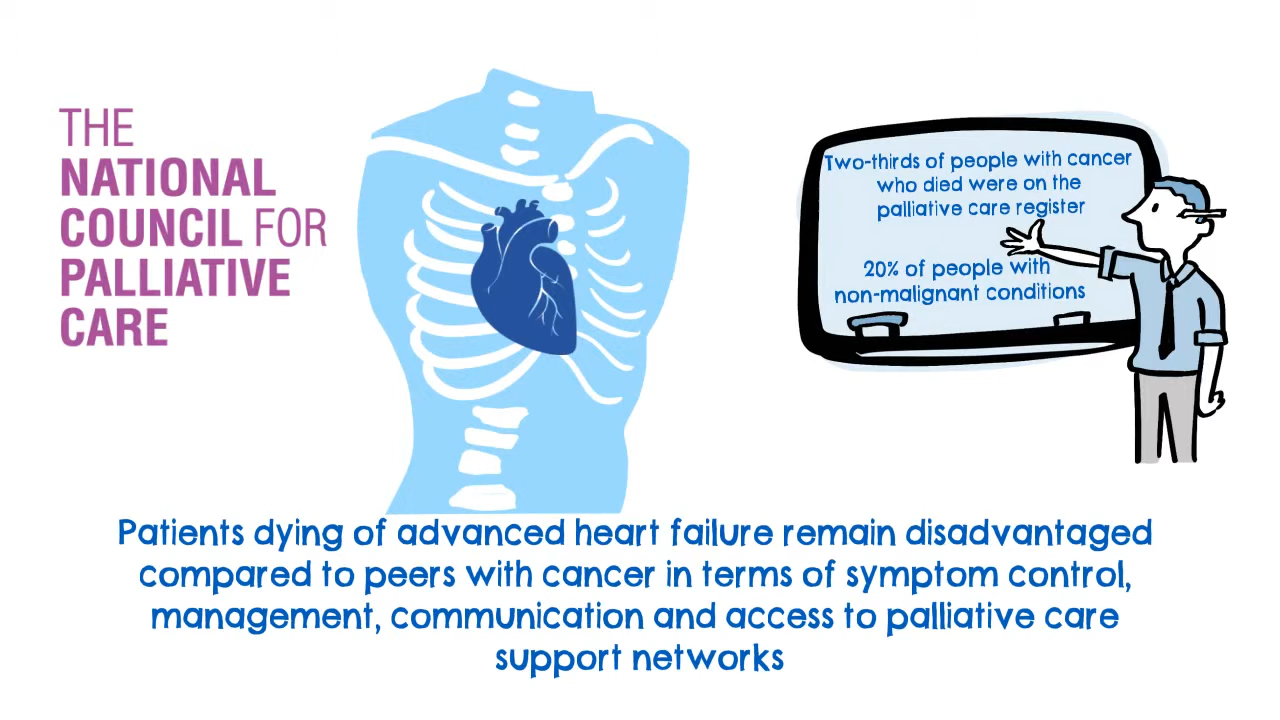 THE
NATIONAL
COUNCIL FOR
PALLIATIVE
CARE
Two-thirds of people with cancer
who died were on the
palliative care register
20% of people with
non-malignant conditions
Patients dying of advanced heart failure remain disadvantaged
compared to peers with cancer in terms of symptom control,
management, communication and access to palliative care
support networks